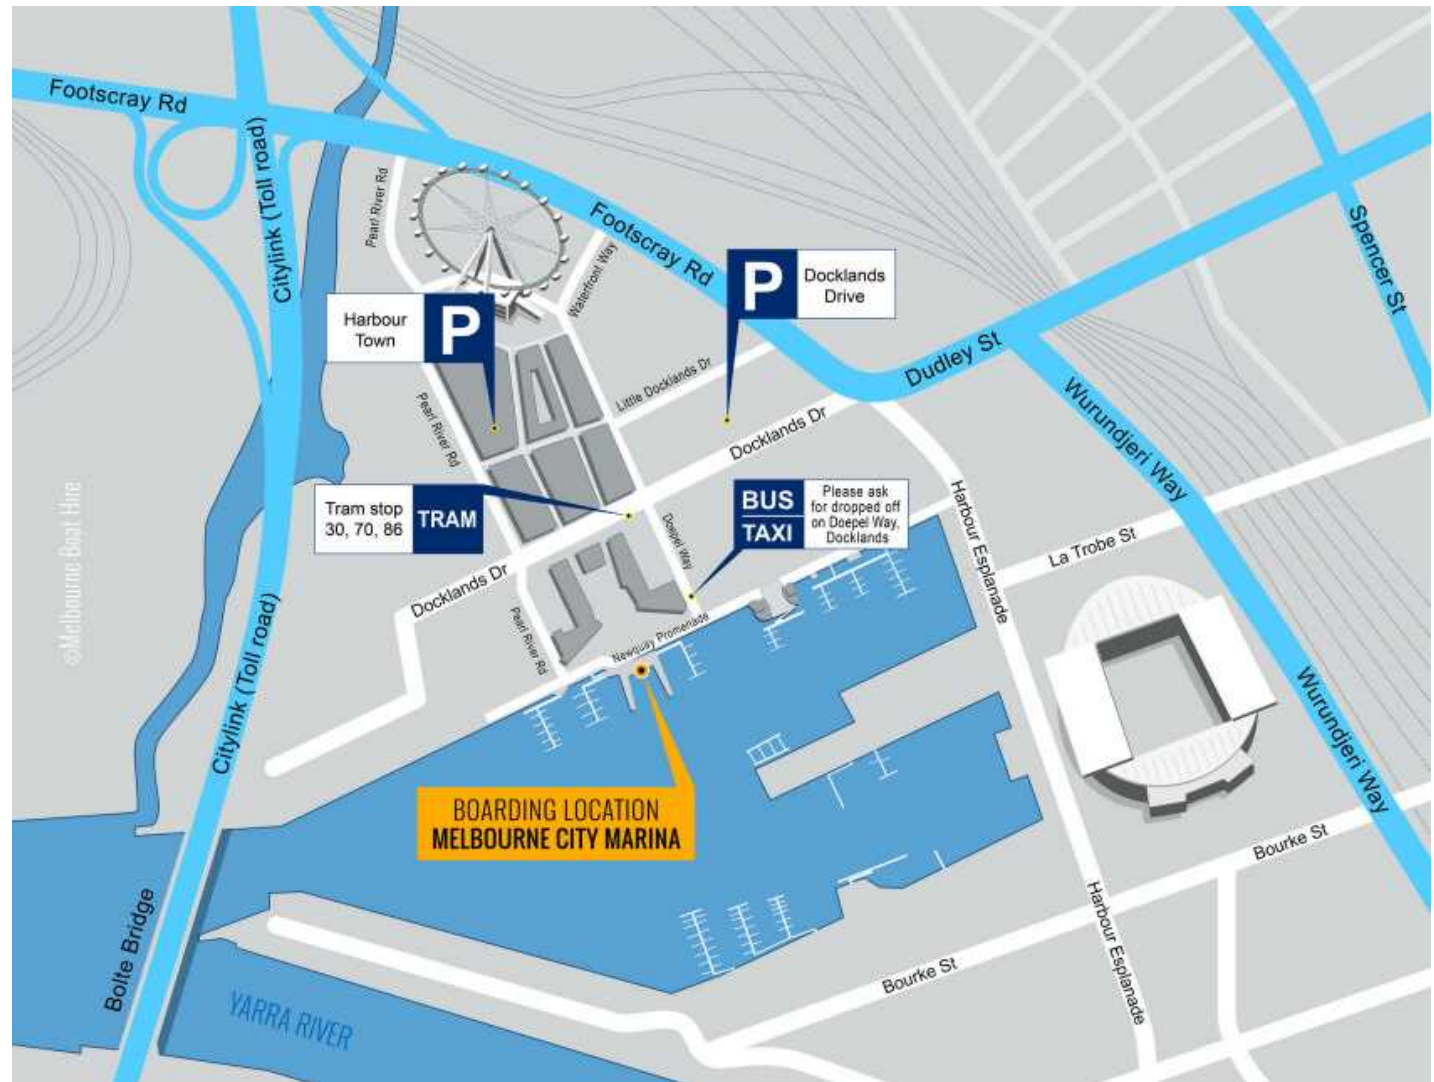 Footscray Rd
Citylink (Toll road)
Pearl River Rd
Footscray Rd
Waterfront Way
Spencer St
P
Docklands
Drive
Harbour
Town
P
Dudley St
Little Docklands Dr
Wurundjeri Way
Pearl River Rd
Docklands Dr
Tram stop
30, 70, 86
TRAM
BUS
TAXI
Please ask
for dropped off
on Doepel Way,
Docklands
Harbour Esplanade
La Trobe St
Doepel Way
Docklands Dr
Pearl River Rd
Newquay Promenade
©Melbourne Boat Hire
Citylink (Toll road)
Wurundjeri Way
BOARDING LOCATION
MELBOURNE CITY MARINA
Bourke St
Bolte Bridge
Harbour Esplanade
Bourke St
YARRA RIVER